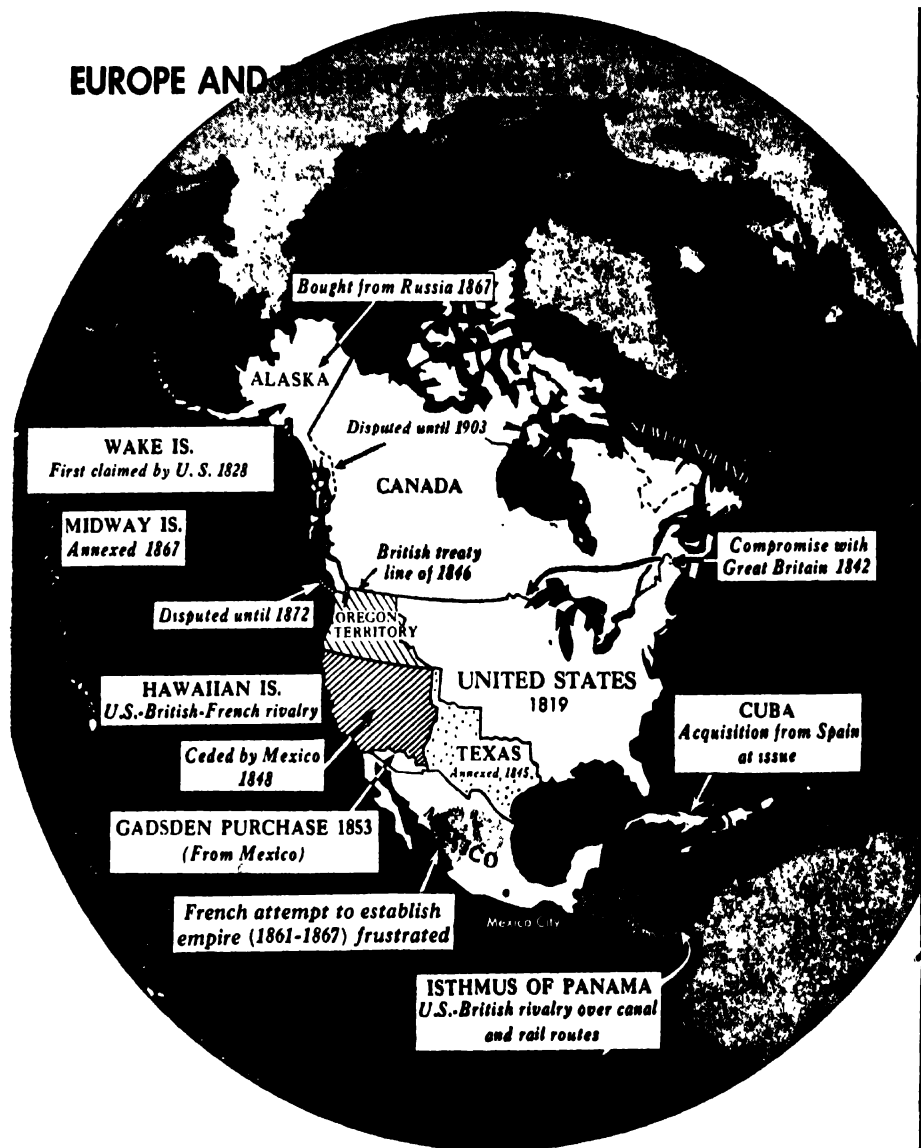 EUROPE AND
Bought from Russia 1867
ALASKA
Disputed until 1903
WAKE IS.
First claimed by U. S. 1828
CANADA
MIDWAY IS.
Annexed 1867
British treaty
line of 1846
Compromise with
Great Britain 1842
Disputed until 1872
OREGON
TERRITORY
UNITED STATES
1819
HAWAIIAN IS.
U.S.-British-French rivalry
CUBA
Acquisition from Spain
at issue
Ceded by Mexico
1848
TEXAS
Annexed, 1845
GADSDEN PURCHASE 1853
(From Mexico)
French attempt to establish
empire (1861-1867) frustrated
Mexico City
ISTHMUS OF PANAMA
U.S.-British rivalry over canal
and rail routes